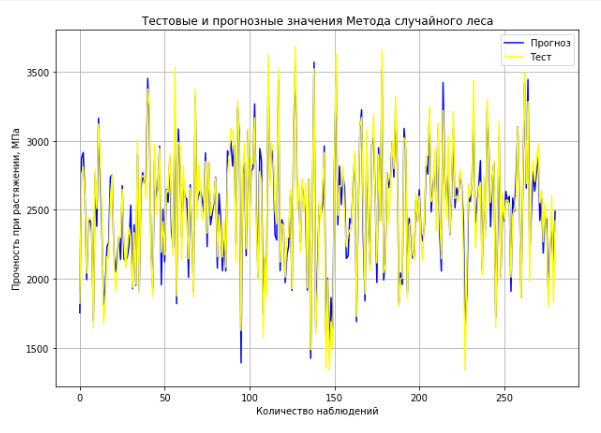 Тестовые и прогнозные значения Метода случайного леса
Прогноз
Тест
3500
3000
2500
2000
1500
Прочность при растяжении, МПа
0
50
100
150
200
250
Количество наблюдений